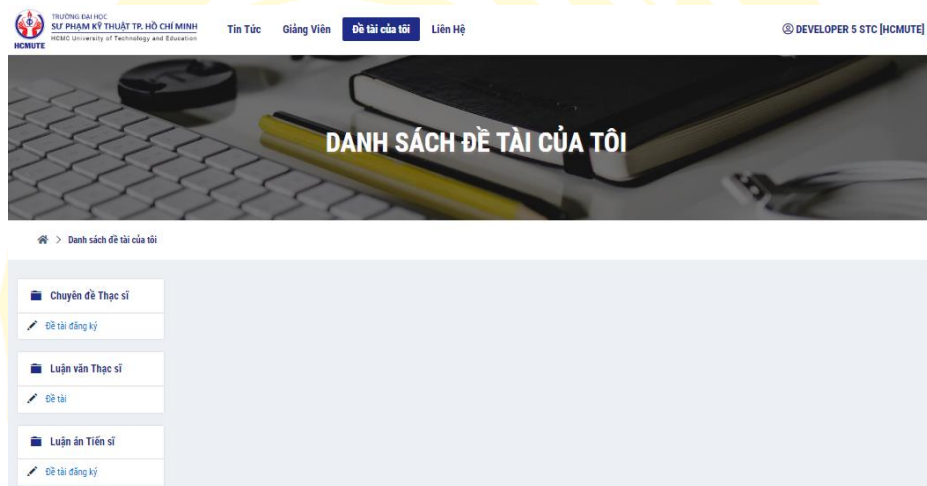 TRƯỜNG ĐẠI HỌC
SƯ PHẠM KỸ THUẬT TP. HỒ CHÍ MINH
HCMC University of Technology and Education
HCMUTE
Tin Tức Giảng Viên Đề tài của tôi Liên Hệ
DEVELOPER 5 STC [HCMUTE]
DANH SÁCH ĐỀ TÀI CỦA TÔI
> Danh sách đề tài của tôi
Chuyên đề Thạc sĩ
Đề tài đăng ký
Luận văn Thạc sĩ
Đề tài
Luận án Tiến sĩ
Đề tài đăng ký